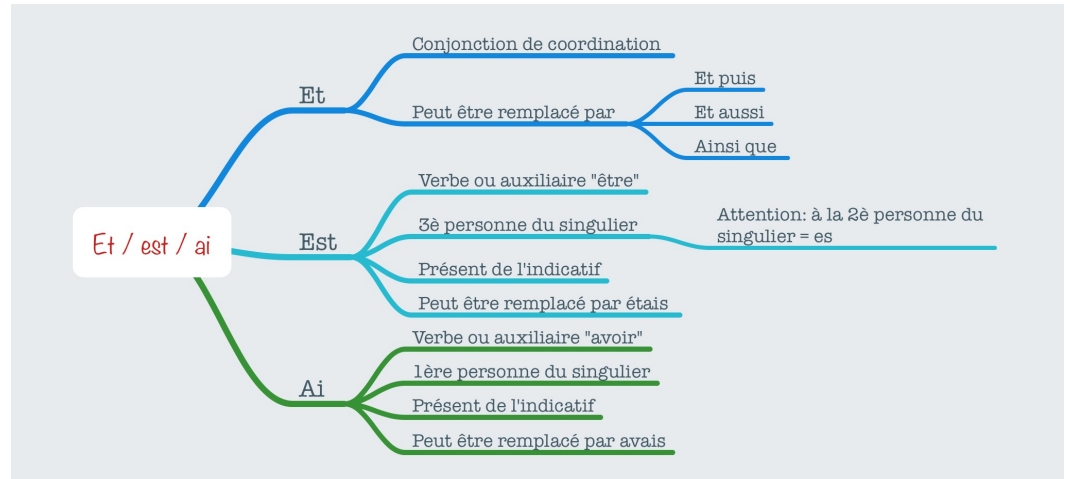 Et / est / ai
Et
Conjonction de coordination
Peut être remplacé par
Et puis
Et aussi
Ainsi que
Est
Verbe ou auxiliaire "être"
3è personne du singulier
Attention: à la 2è personne du
singulier = es
Présent de l'indicatif
Peut être remplacé par étais
Ai
Verbe ou auxiliaire "avoir"
1ère personne du singulier
Présent de l'indicatif
Peut être remplacé par avais